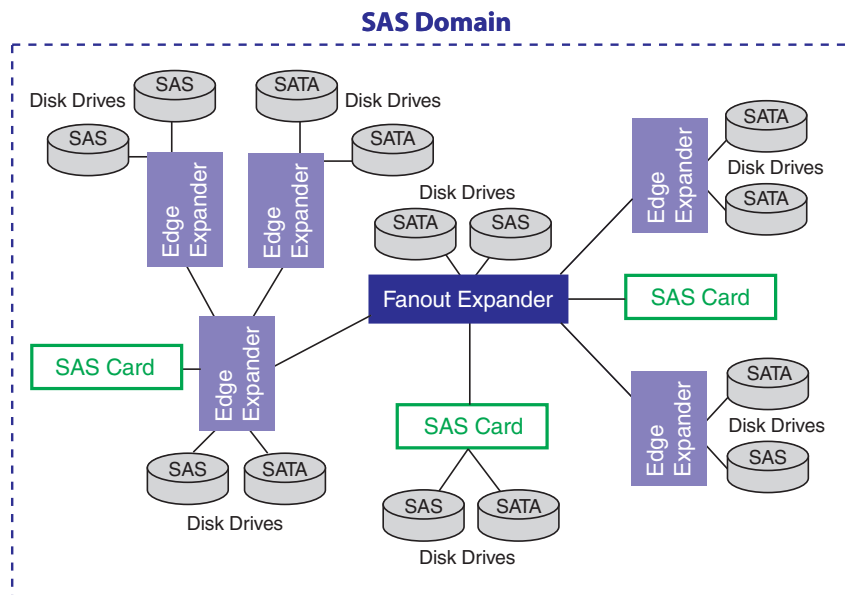 SAS Domain
Disk Drives
SAS
SAS
SATA
Disk Drives
SATA
Edge
Expander
Edge
Expander
Disk Drives
SATA
SAS
Edge
Expander
SATA
Disk Drives
SATA
Fanout Expander
SAS Card
SAS Card
Edge
Expander
SAS
SATA
Disk Drives
SAS Card
SAS
SATA
Disk Drives
Edge
Expander
SATA
Disk Drives
SAS